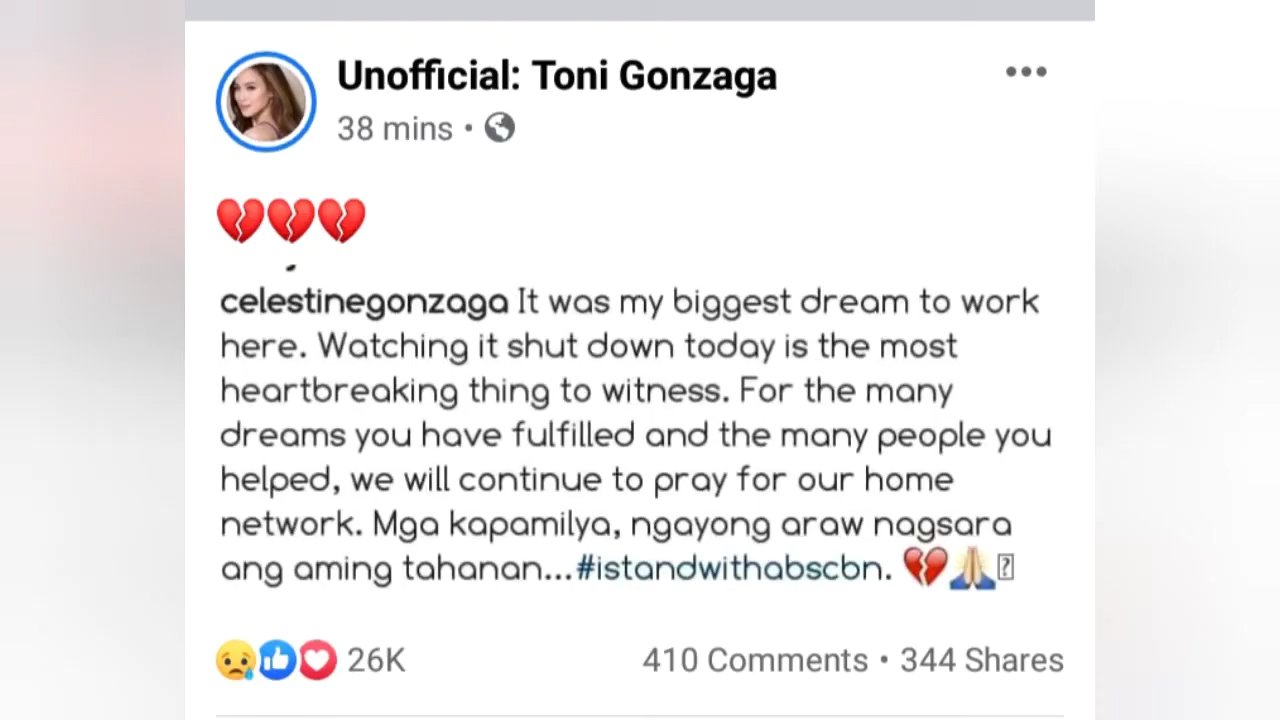 Unofficial: Toni Gonzaga
38 mins •
💔💔💔
celestinegonzaga It was my biggest dream to work
here. Watching it shut down today is the most
heartbreaking thing to witness. For the many
dreams you have fulfilled and the many people you
helped, we will continue to pray for our home
network. Mga kapamilya, ngayong araw nagsara
ang aming tahanan...#istandwithabscbn. 💔🙏
26K
410 Comments • 344 Shares